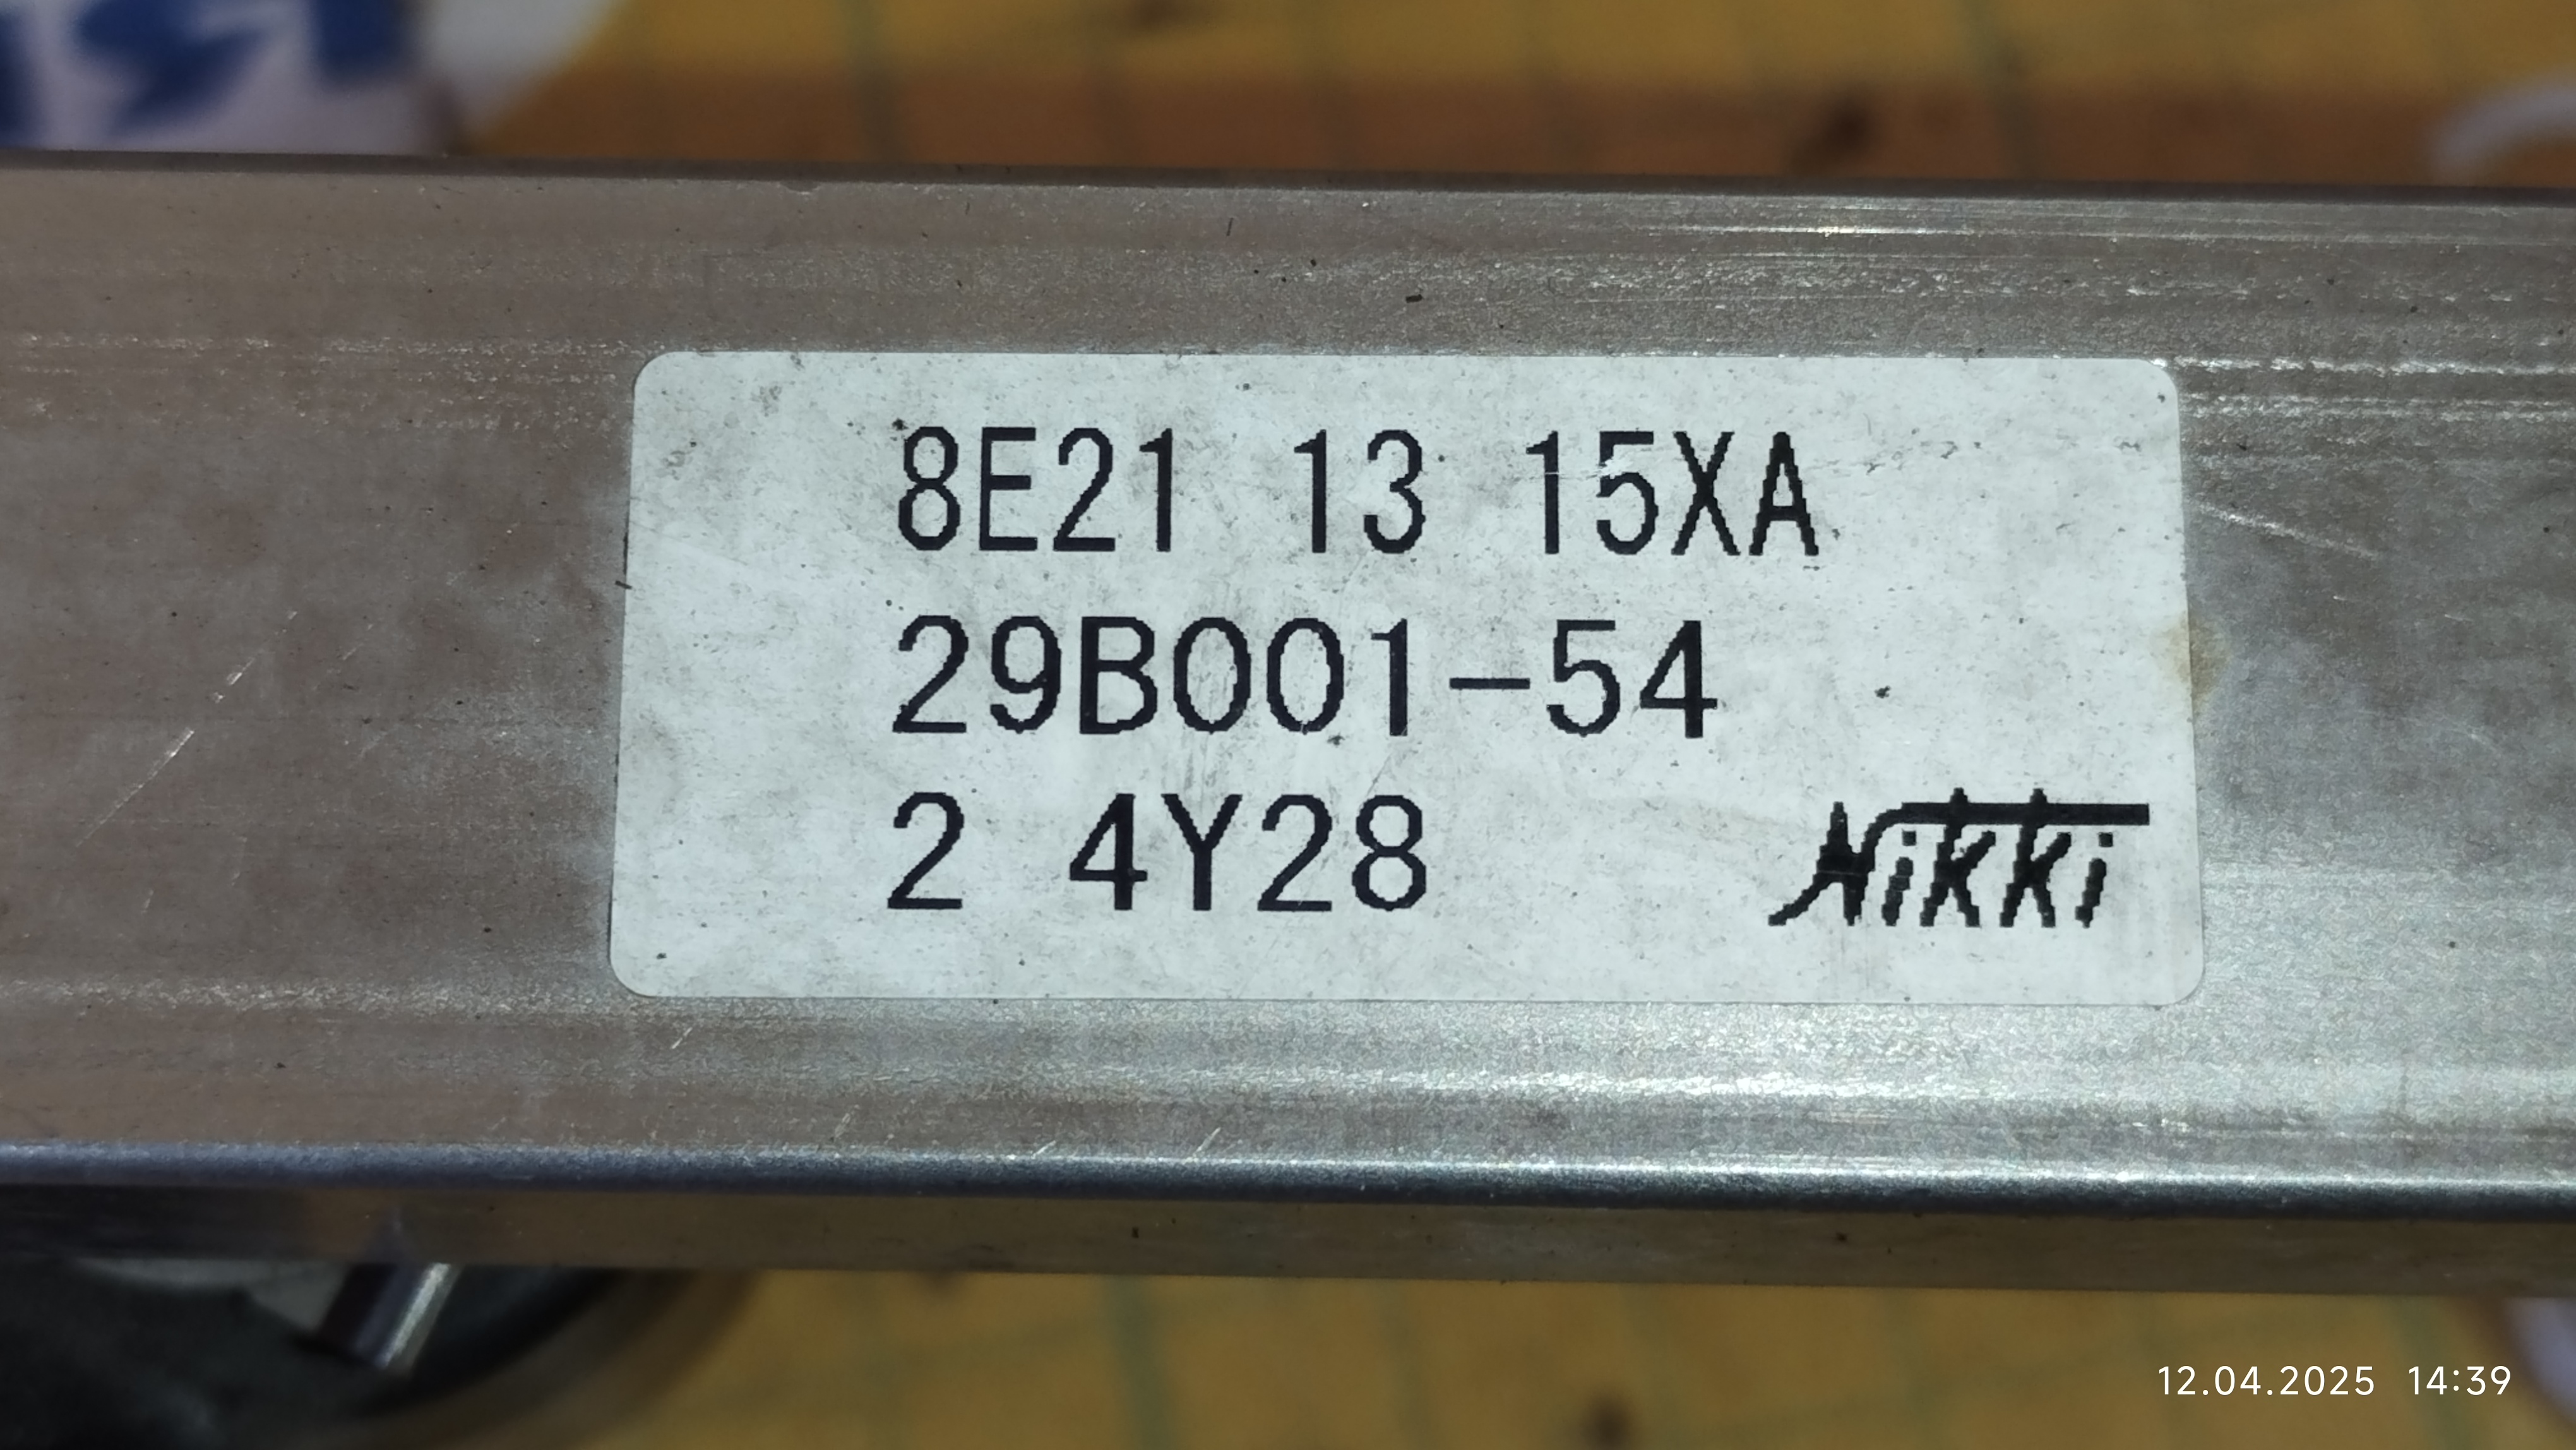 8E21 13 15XA
29B001-54
2 4Y28
Nikki
12.04.2025 14:39